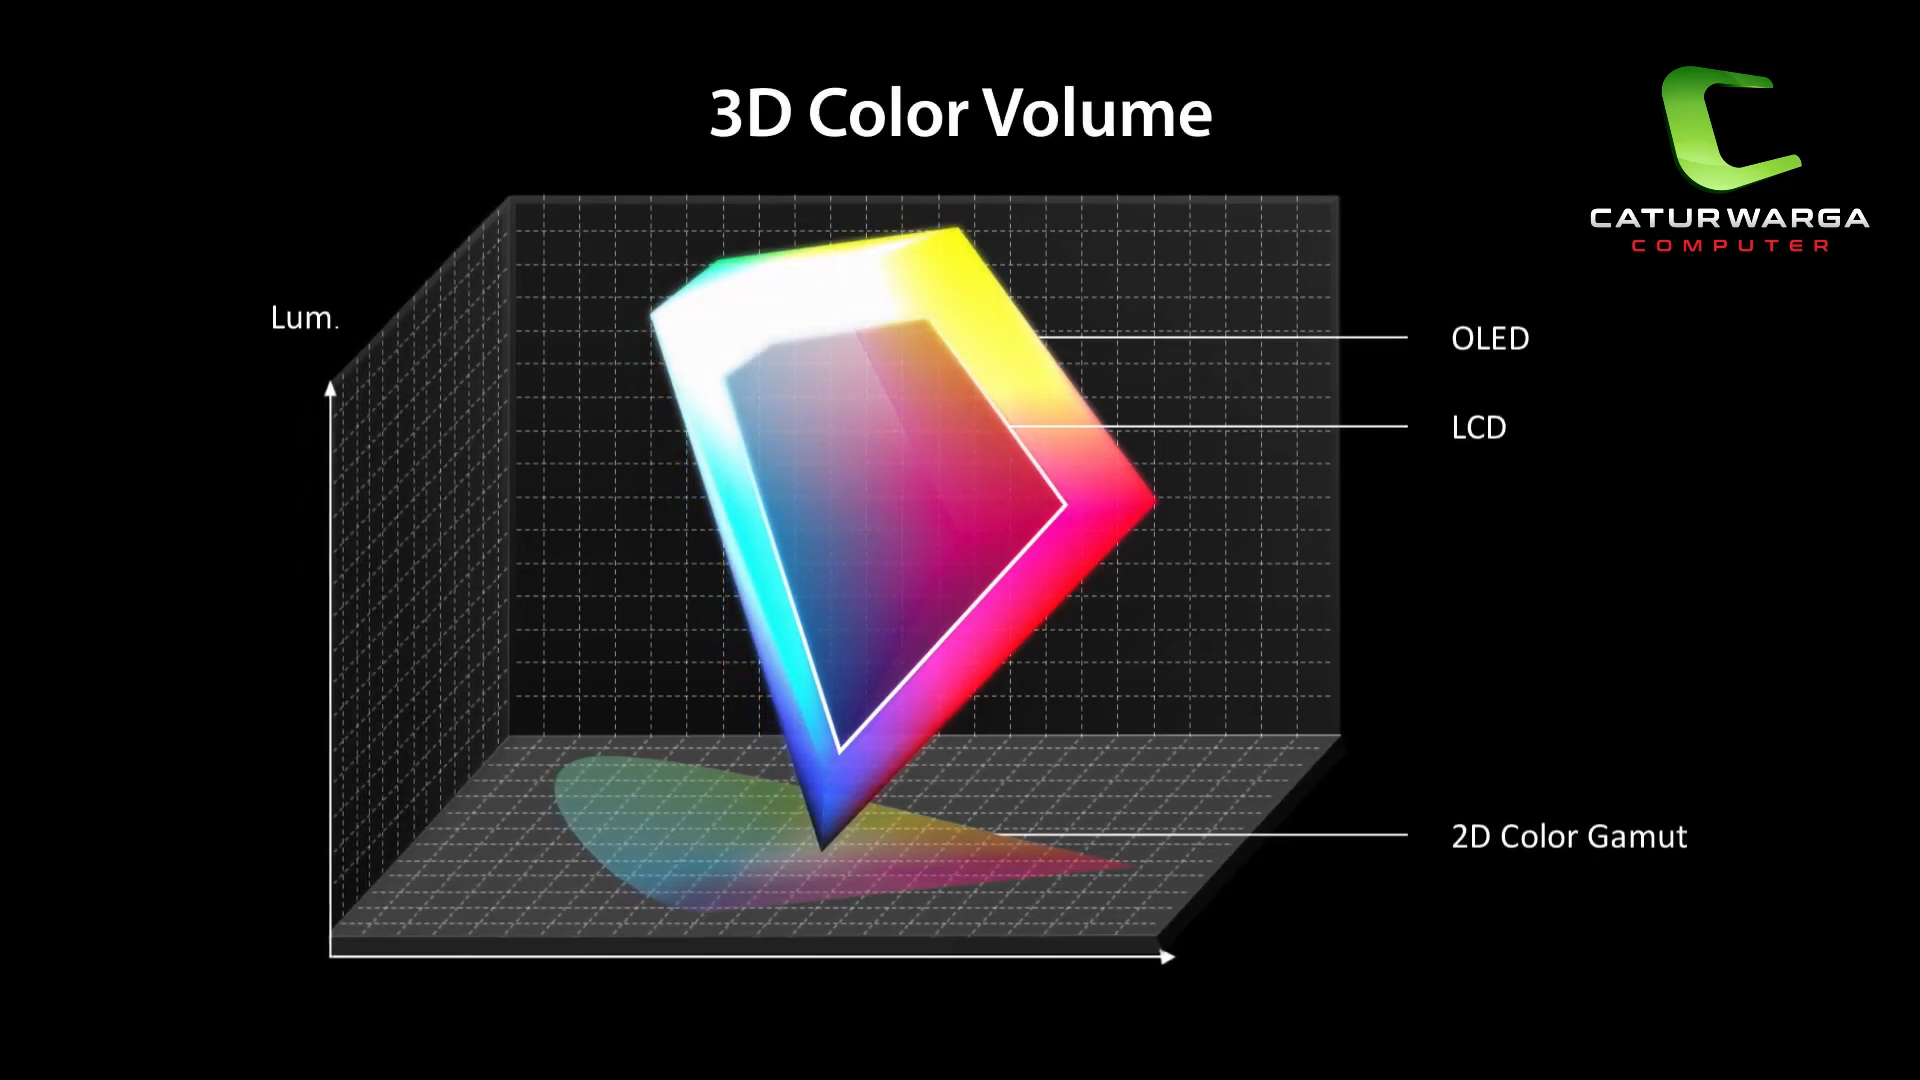 3D Color Volume
CATURWARGA
COMPUTER
Lum.
OLED
LCD
2D Color Gamut